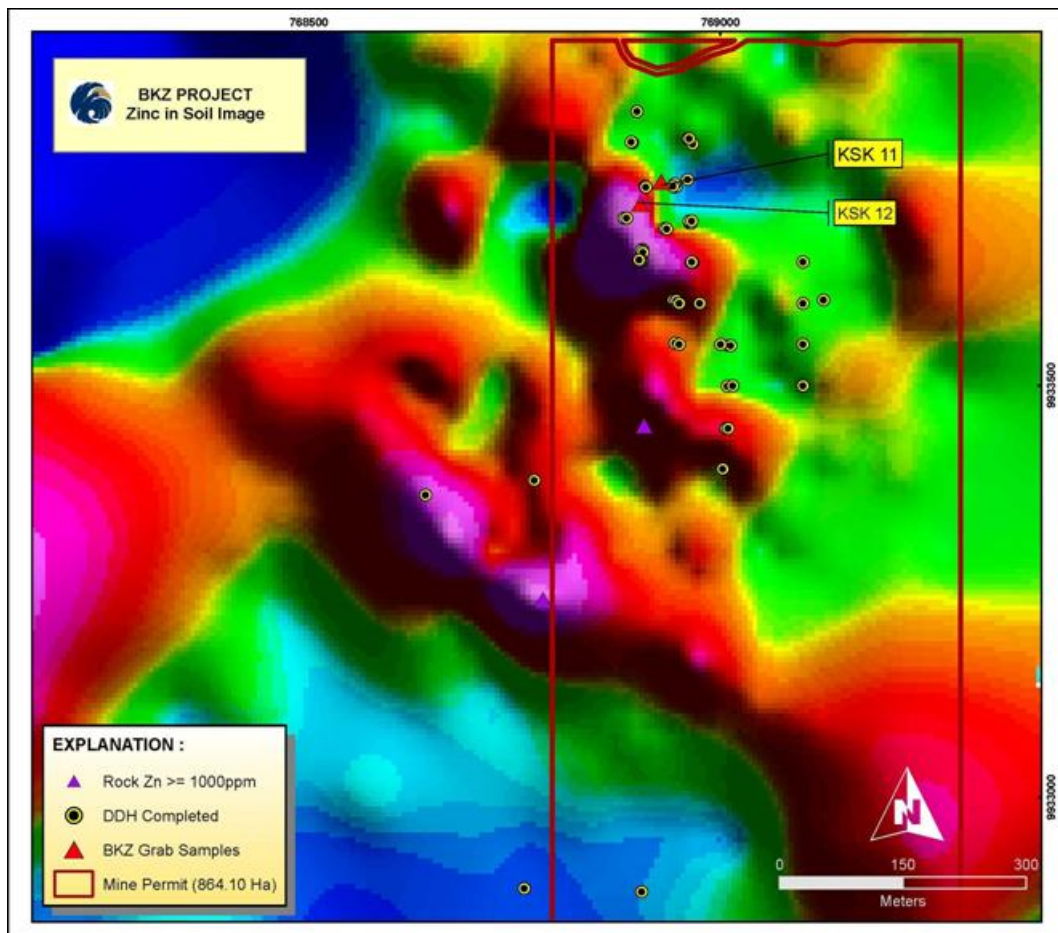 768500
769000
BKZ PROJECT
Zinc in Soil Image
KSK 11
KSK 12
9933500
EXPLANATION :
Rock Zn >= 1000ppm
DDH Completed
BKZ Grab Samples
Mine Permit (864.10 Ha)
9933000
N
0
150
300
Meters